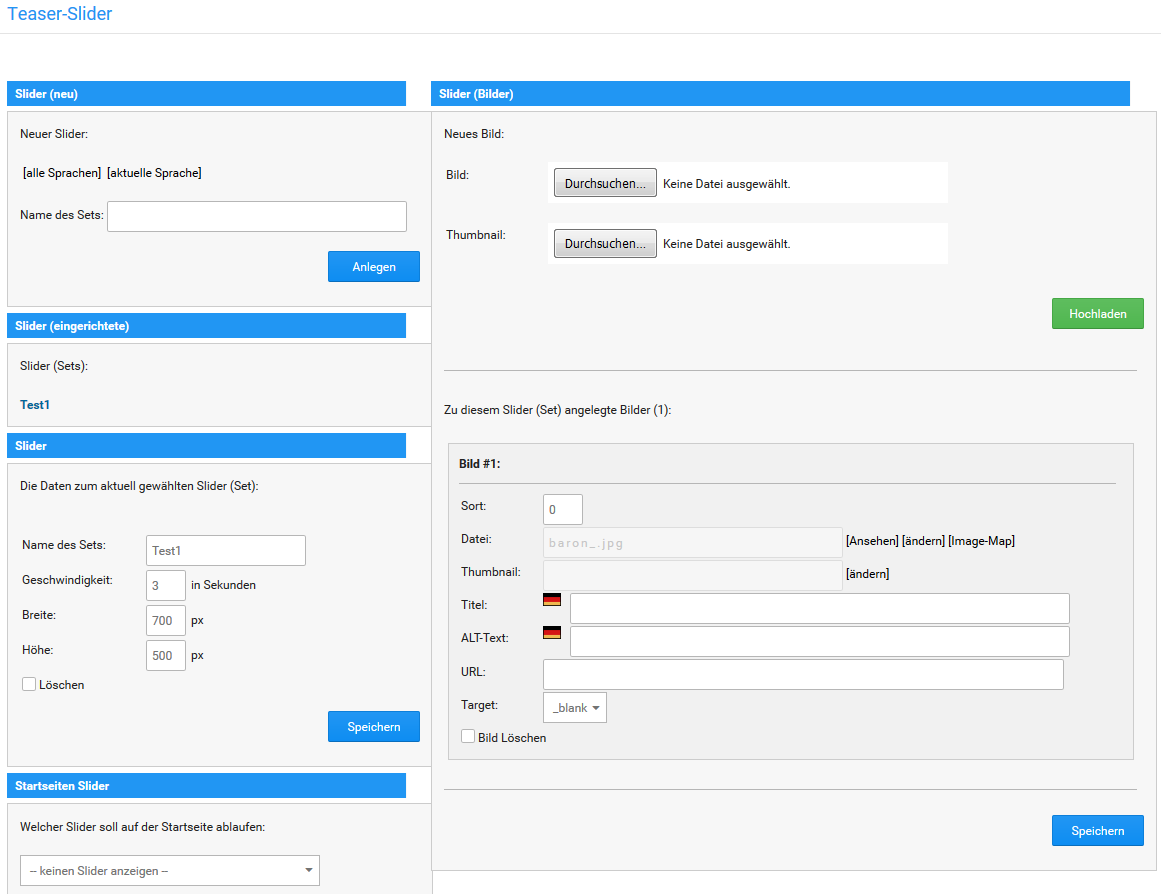 Teaser-Slider
Slider (neu)
Neuer Slider:
[alle Sprachen] [aktuelle Sprache]
Name des Sets:
Anlegen
Slider (eingerichtete)
Slider (Sets):
Test1
Slider
Die Daten zum aktuell gewählten Slider (Set):
Name des Sets: Test1
Geschwindigkeit: 3 in Sekunden
Breite: 700 px
Höhe: 500 px
Löschen
Speichern
Startseiten Slider
Welcher Slider soll auf der Startseite ablaufen:
-- keinen Slider anzeigen --
Slider (Bilder)
Neues Bild:
Bild: Durchsuchen... Keine Datei ausgewählt.
Thumbnail: Durchsuchen... Keine Datei ausgewählt.
Hochladen
Zu diesem Slider (Set) angelegte Bilder (1):
Bild #1:
Sort: 0
Datei: baron_.jpg [Ansehen] [ändern] [Image-Map]
Thumbnail: [ändern]
Titel:
ALT-Text:
URL:
Target: _blank
Bild Löschen
Speichern